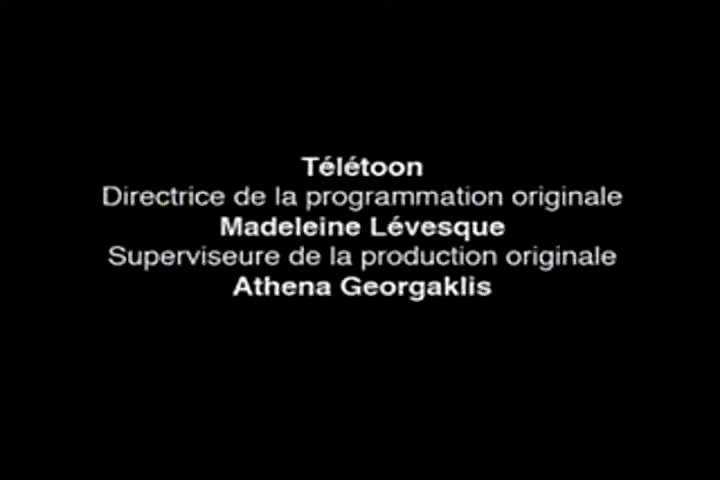 Télétoon
Directrice de la programmation originale
Madeleine Lévesque
Superviseure de la production originale
Athena Georgaklis